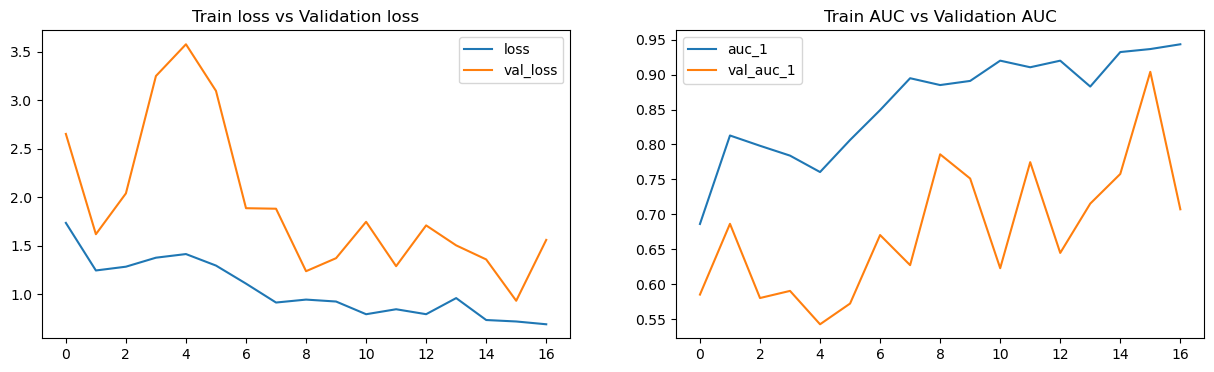 Train loss vs Validation loss
loss
val_loss
3.5
3.0
2.5
2.0
1.5
1.0
0 2 4 6 8 10 12 14 16
Train AUC vs Validation AUC
auc_1
val_auc_1
0.95
0.90
0.85
0.80
0.75
0.70
0.65
0.60
0.55
0 2 4 6 8 10 12 14 16